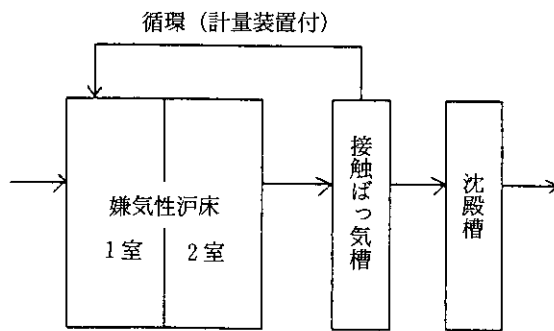 循環(計量装置付)
嫌気性沪床
1室
2室
接触ばっ気槽
沈殿槽